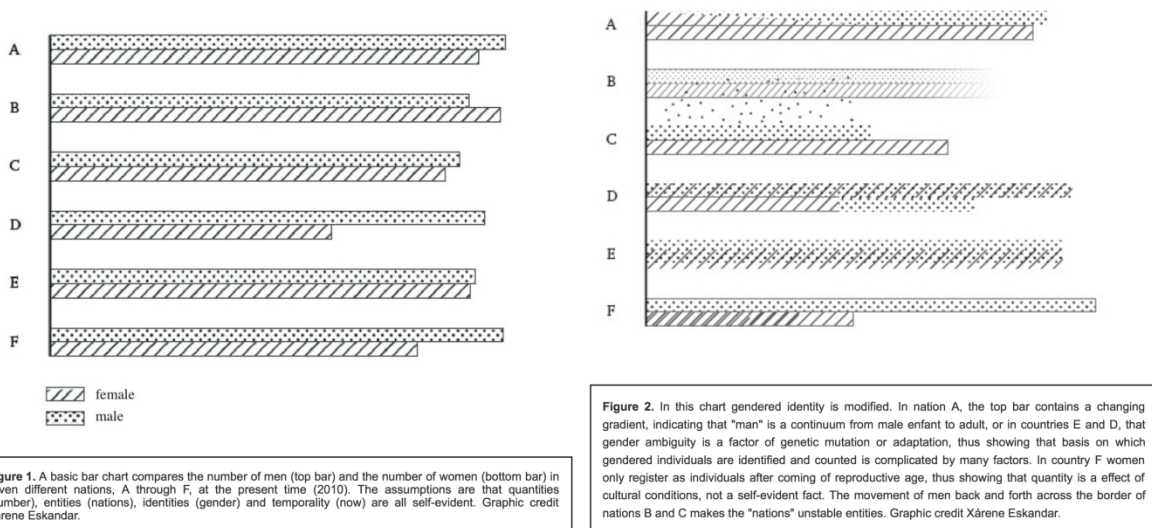 A
B
C
D
E
F
female
male
gure 1. A basic bar chart compares the number of men (top bar) and the number of women (bottom bar) in
ven different nations, A through F, at the present time (2010). The assumptions are that quantities
umber), entities (nations), identities (gender) and temporality (now) are all self-evident. Graphic credit
rene Eskandar.
A
B
C
D
E
F
Figure 2. In this chart gendered identity is modified. In nation A, the top bar contains a changing
gradient, indicating that "man" is a continuum from male enfant to adult, or in countries E and D, that
gender ambiguity is a factor of genetic mutation or adaptation, thus showing that basis on which
gendered individuals are identified and counted is complicated by many factors. In country F women
only register as individuals after coming of reproductive age, thus showing that quantity is a effect of
cultural conditions, not a self-evident fact. The movement of men back and forth across the border of
nations B and C makes the "nations" unstable entities. Graphic credit Xárene Eskandar.